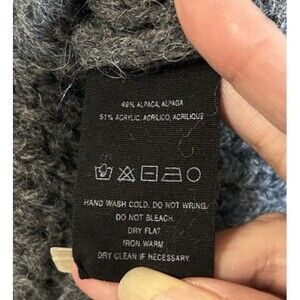 49% ALPACA, ALPAGA
51% ACRYLIC, ACRILICO, ACRILIQUE
HAND WASH COLD. DO NOT WRING.
DO NOT BLEACH.
DRY FLAT
IRON WARM
DRY CLEAN IF NECESSARY.